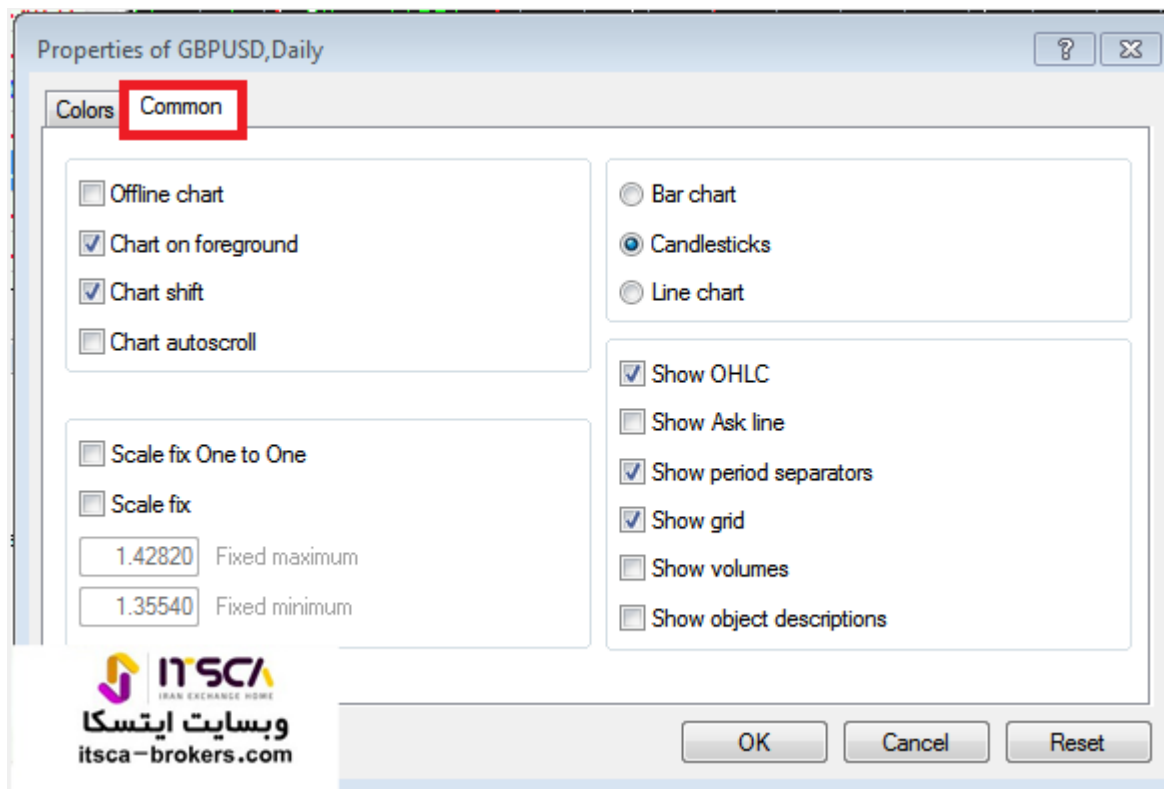 Properties of GBPUSD,Daily
Colors
Common
Offline chart
Chart on foreground
Chart shift
Chart autoscroll
Scale fix One to One
Scale fix
1.42820 Fixed maximum
1.35540 Fixed minimum
Bar chart
Candlesticks
Line chart
Show OHLC
Show Ask line
Show period separators
Show grid
Show volumes
Show object descriptions
ITSCA
IRAN EXCHANGE HOME
وبسایت ایتسکا
itsca-brokers.com
OK
Cancel
Reset